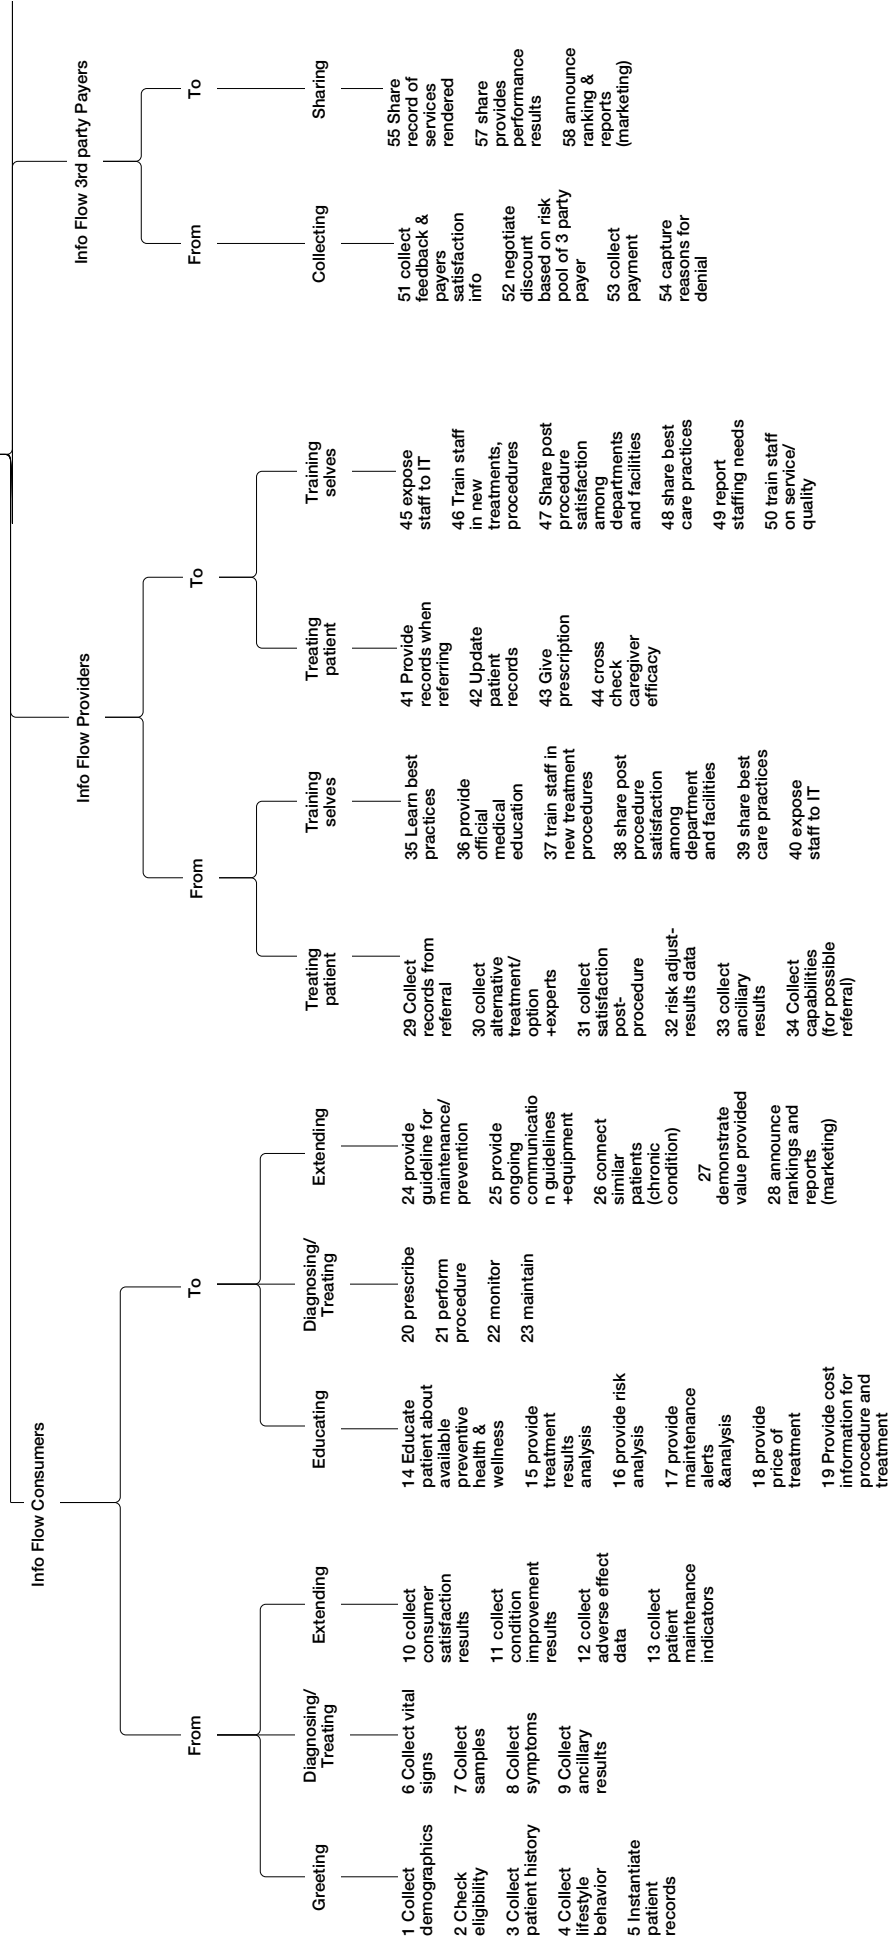 Info Flow Consumers
From
Greeting
1 Collect
demographics
2 Check
eligibility
3 Collect
patient history
4 Collect
lifestyle
behavior
5 Instantiate
patient
records
Diagnosing/
Treating
6 Collect vital
signs
7 Collect
samples
8 Collect
symptoms
9 Collect
ancillary
results
Extending
10 collect
consumer
satisfaction
results
11 collect
condition
improvement
results
12 collect
adverse effect
data
13 collect
patient
maintenance
indicators
To
Educating
14 Educate
patient about
available
preventive
health &
wellness
15 provide
treatment
results
analysis
16 provide risk
analysis
17 provide
maintenance
alerts
&analysis
18 provide
price of
treatment
19 Provide cost
information for
procedure and
treatment
Diagnosing/
Treating
20 prescribe
21 perform
procedure
22 monitor
23 maintain
Extending
24 provide
guideline for
maintenance/
prevention
25 provide
ongoing
communicatio
n guidelines
+equipment
26 connect
similar
patients
(chronic
condition)
27
demonstrate
value provided
28 announce
rankings and
reports
(marketing)
Info Flow Providers
From
Treating
patient
29 Collect
records from
referral
30 collect
alternative
treatment/
option
+experts
31 collect
satisfaction
post-
procedure
32 risk adjust-
results data
33 collect
anciliary
results
34 Collect
capabilities
(for possible
referral)
Training
selves
35 Learn best
practices
36 provide
official
medical
education
37 train staff in
new treatment
procedures
38 share post
procedure
satisfaction
among
department
and facilities
39 share best
care practices
40 expose
staff to IT
To
Treating
patient
41 Provide
records when
referring
42 Update
patient
records
43 Give
prescription
44 cross
check
caregiver
efficacy
Training
selves
45 expose
staff to IT
46 Train staff
in new
treatments,
procedures
47 Share post
procedure
satisfaction
among
departments
and facilities
48 share best
care practices
49 report
staffing needs
50 train staff
on service/
quality
Info Flow 3rd party Payers
From
Collecting
51 collect
feedback &
payers
satisfaction
info
52 negotiate
discount
based on risk
pool of 3 party
payer
53 collect
payment
54 capture
reasons for
denial
To
Sharing
55 Share
record of
services
rendered
57 share
provides
performance
results
58 announce
ranking &
reports
(marketing)